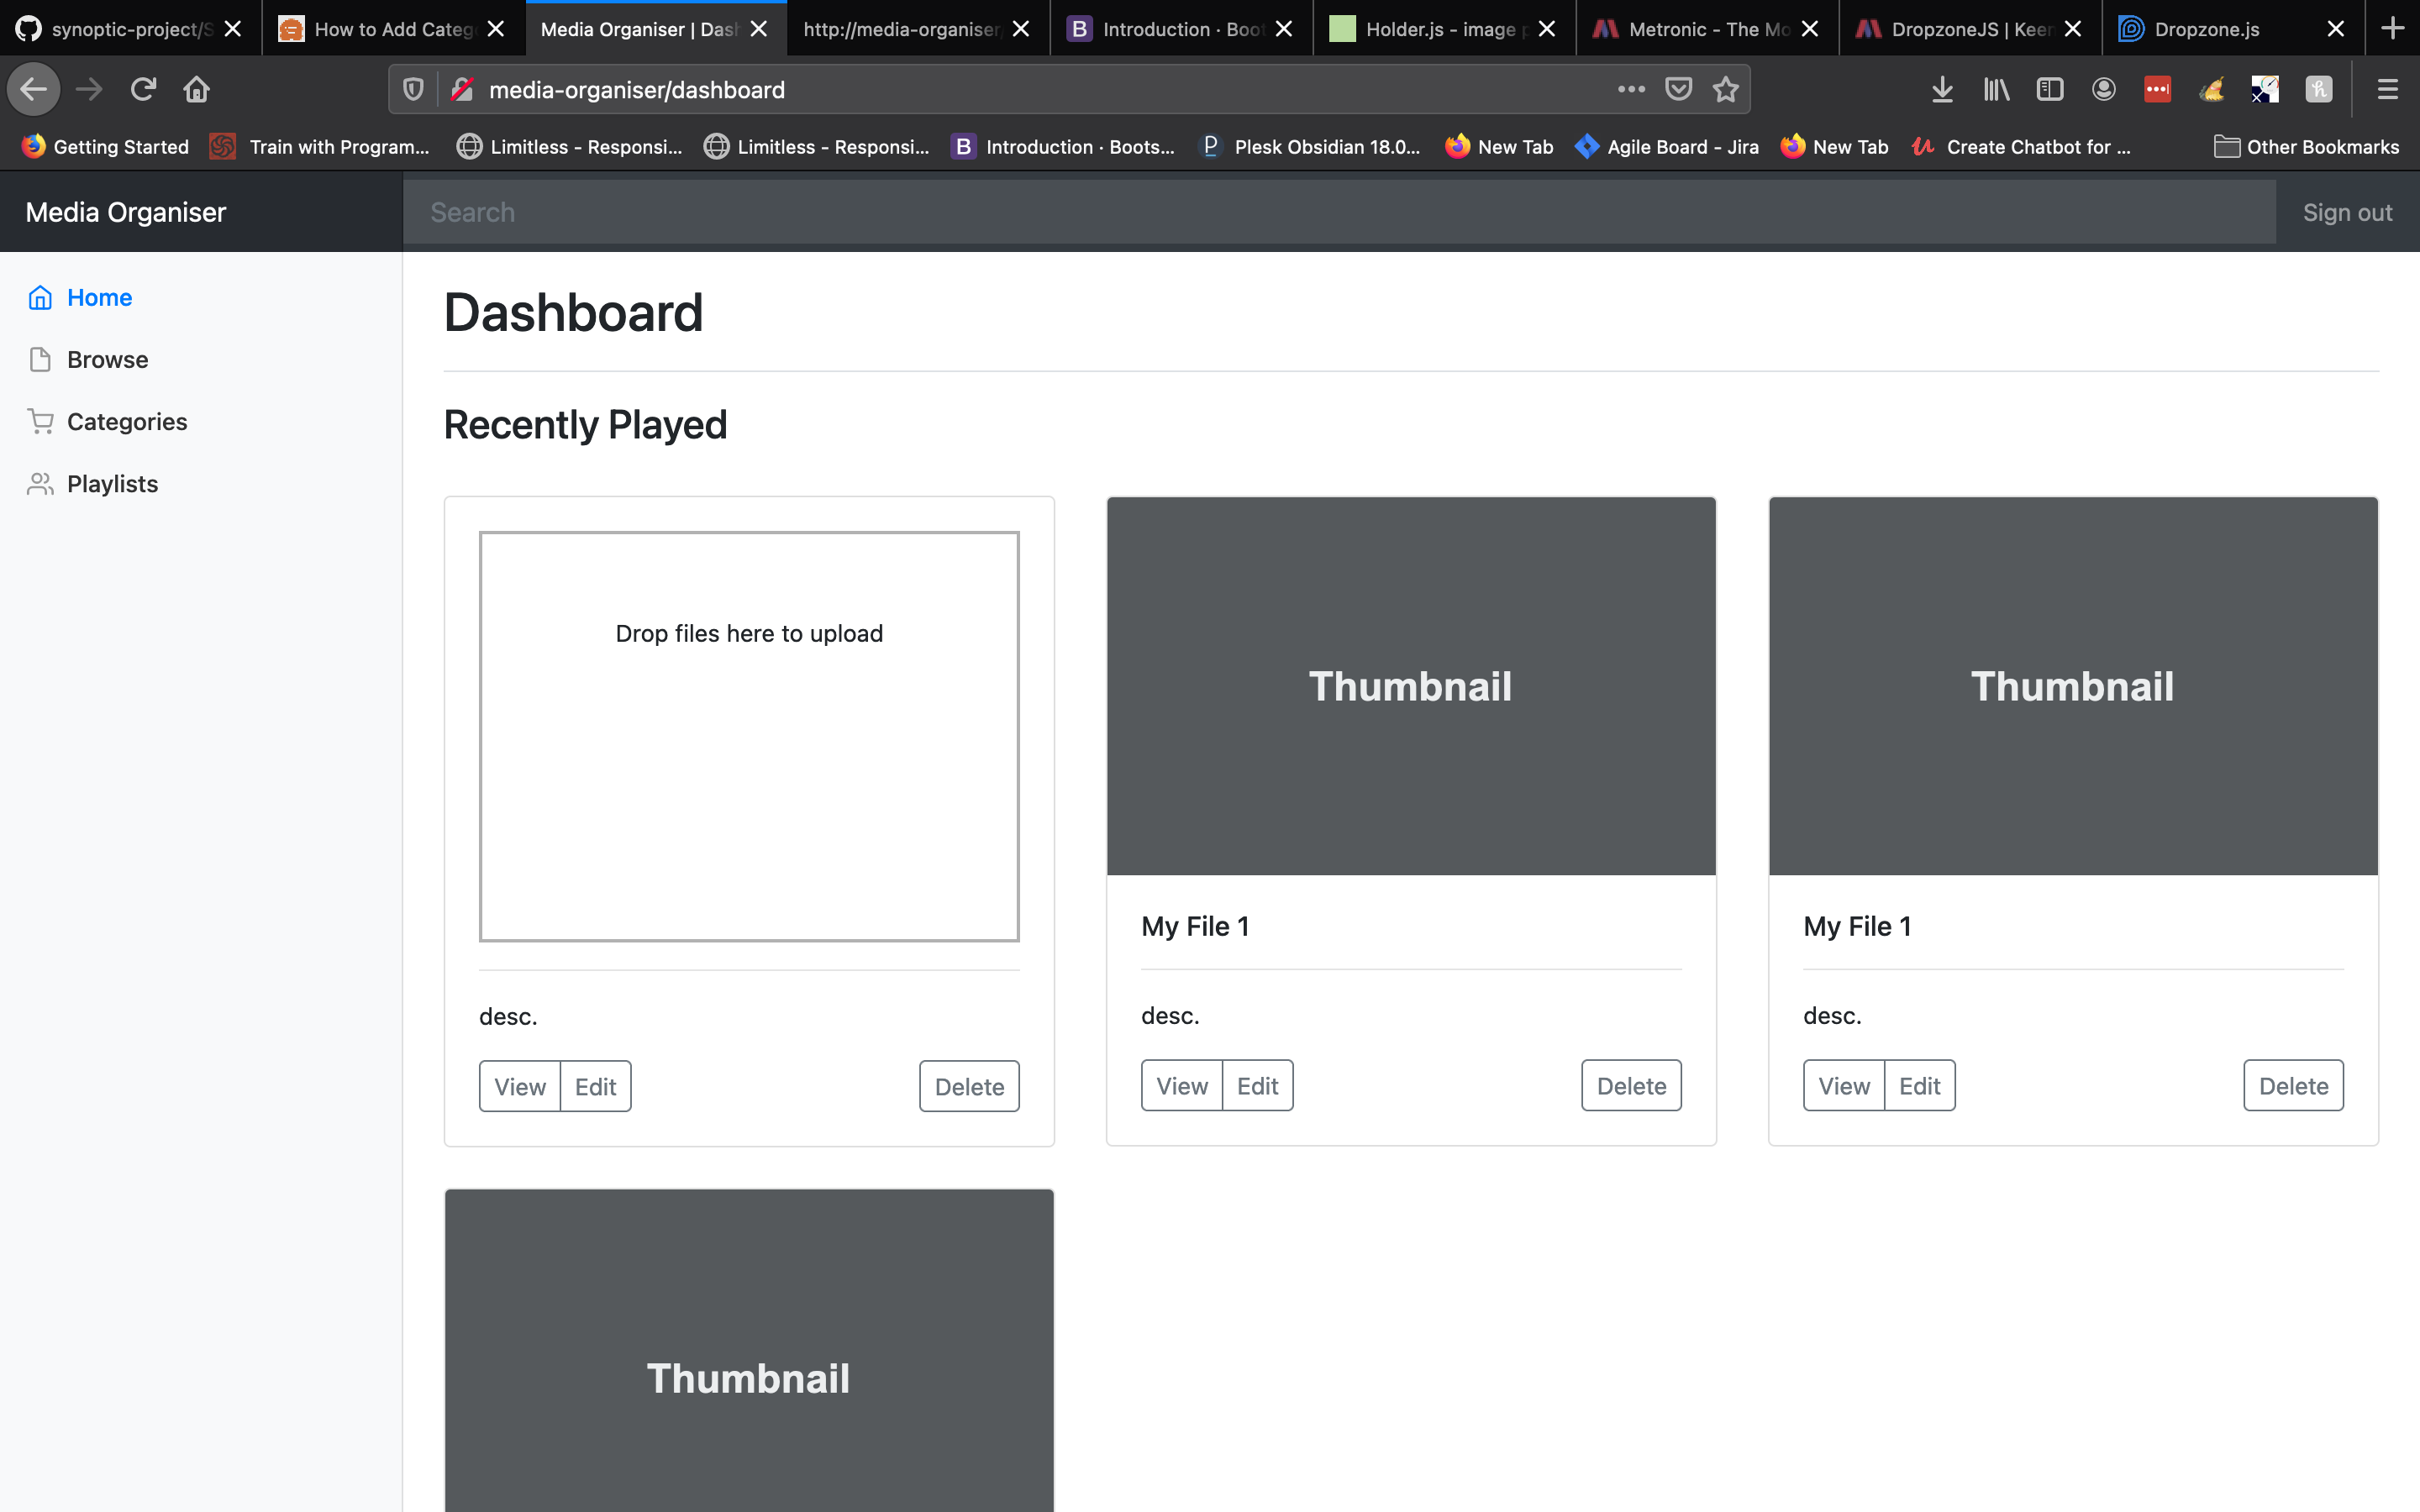 synoptic-project/S
How to Add Categ
Media Organiser | Dash
http://media-organiser/
Introduction · Boot
Holder.js - image p
Metronic - The Mo
DropzoneJS | Keen
Dropzone.js
media-organiser/dashboard
Getting Started
Train with Program...
Limitless - Responsi...
Limitless - Responsi...
B Introduction · Boots...
P Plesk Obsidian 18.0...
New Tab
Agile Board - Jira
New Tab
Create Chatbot for ...
Other Bookmarks
Media Organiser
Search
Sign out
Home
Browse
Categories
Playlists
Dashboard
Recently Played
Drop files here to upload
desc.
View Edit Delete
Thumbnail
My File 1
desc.
View Edit Delete
Thumbnail
My File 1
desc.
View Edit Delete
Thumbnail